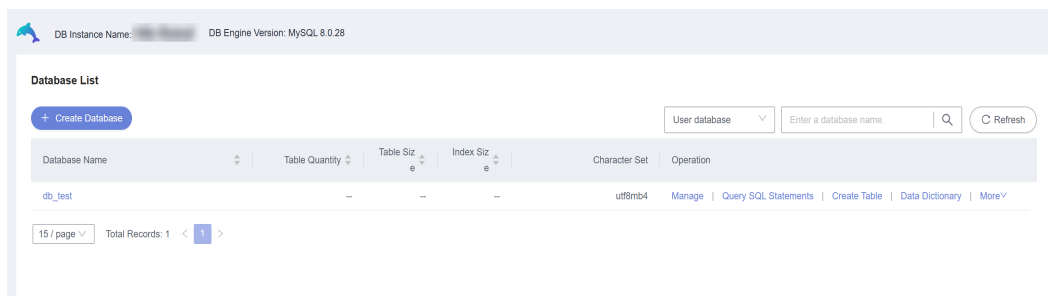 DB Instance Name: DB Engine Version: MySQL 8.0.28
Database List
+ Create Database User database Enter a database name. Refresh
Database Name Table Quantity Table Siz e Index Siz e Character Set Operation
db_test -- -- -- utf8mb4 Manage | Query SQL Statements | Create Table | Data Dictionary | More
15 / page Total Records: 1 < 1 >